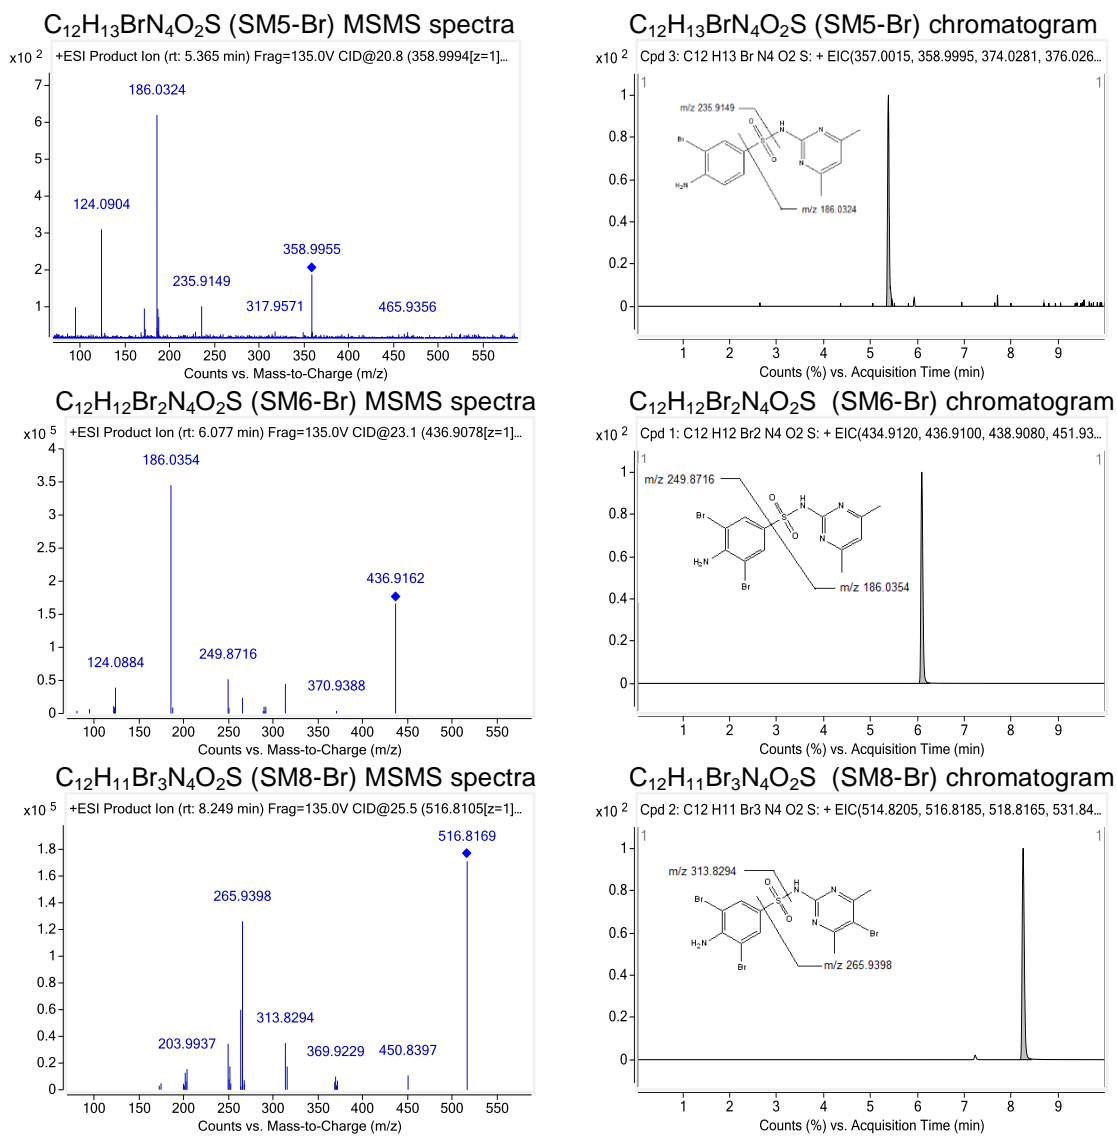 C₁₂H₁₃BrN₄O₂S (SM5-Br) MSMS spectra
x10 ²
+ESI Product Ion (rt: 5.365 min) Frag=135.0V CID@20.8 (358.9994[z=1]...
7
6
5
4
3
2
1
186.0324
124.0904
235.9149
317.9571
358.9955
465.9356
100 150 200 250 300 350 400 450 500 550
Counts vs. Mass-to-Charge (m/z)
C₁₂H₁₃BrN₄O₂S (SM5-Br) chromatogram
x10 ²
Cpd 3: C12 H13 Br N4 O2 S: + EIC(357.0015, 358.9995, 374.0281, 376.026...
1 1
1
0.8
0.6
0.4
0.2
0
m/z 235.9149
O
H
N
N
Br
S
O
N
H₂N
m/z 186.0324
1 2 3 4 5 6 7 8 9
Counts (%) vs. Acquisition Time (min)
C₁₂H₁₂Br₂N₄O₂S (SM6-Br) MSMS spectra
x10 ⁵
+ESI Product Ion (rt: 6.077 min) Frag=135.0V CID@23.1 (436.9078[z=1]...
4
3.5
3
2.5
2
1.5
1
0.5
0
186.0354
124.0884
249.8716
370.9388
436.9162
100 150 200 250 300 350 400 450 500 550
Counts vs. Mass-to-Charge (m/z)
C₁₂H₁₂Br₂N₄O₂S (SM6-Br) chromatogram
x10 ²
Cpd 1: C12 H12 Br2 N4 O2 S: + EIC(434.9120, 436.9100, 438.9080, 451.93...
1 1
1
0.8
0.6
0.4
0.2
0
m/z 249.8716
O
H
N
N
Br
S
O
N
H₂N
Br
m/z 186.0354
1 2 3 4 5 6 7 8 9
Counts (%) vs. Acquisition Time (min)
C₁₂H₁₁Br₃N₄O₂S (SM8-Br) MSMS spectra
x10 ⁵
+ESI Product Ion (rt: 8.249 min) Frag=135.0V CID@25.5 (516.8105[z=1]...
1.8
1.6
1.4
1.2
1
0.8
0.6
0.4
0.2
0
516.8169
265.9398
313.8294
203.9937
369.9229
450.8397
100 150 200 250 300 350 400 450 500 550
Counts vs. Mass-to-Charge (m/z)
C₁₂H₁₁Br₃N₄O₂S (SM8-Br) chromatogram
x10 ²
Cpd 2: C12 H11 Br3 N4 O2 S: + EIC(514.8205, 516.8185, 518.8165, 531.84...
1 1
1
0.8
0.6
0.4
0.2
0
m/z 313.8294
O
H
N
N
Br
S
O
N
Br
H₂N
Br
m/z 265.9398
1 2 3 4 5 6 7 8 9
Counts (%) vs. Acquisition Time (min)